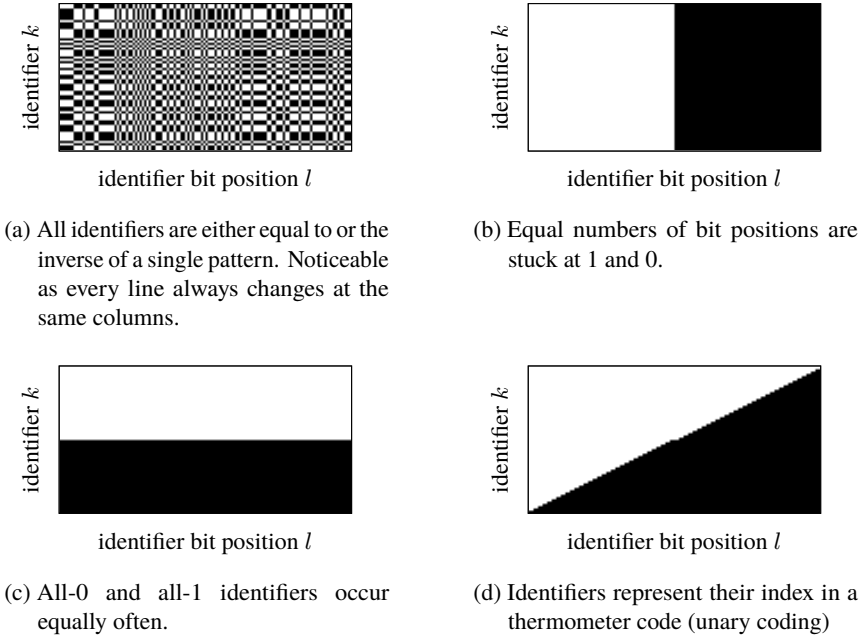 identifier k
identifier bit position l
(a) All identifiers are either equal to or the
inverse of a single pattern. Noticeable
as every line always changes at the
same columns.
identifier k
identifier bit position l
(b) Equal numbers of bit positions are
stuck at 1 and 0.
identifier k
identifier bit position l
(c) All-0 and all-1 identifiers occur
equally often.
identifier k
identifier bit position l
(d) Identifiers represent their index in a
thermometer code (unary coding)